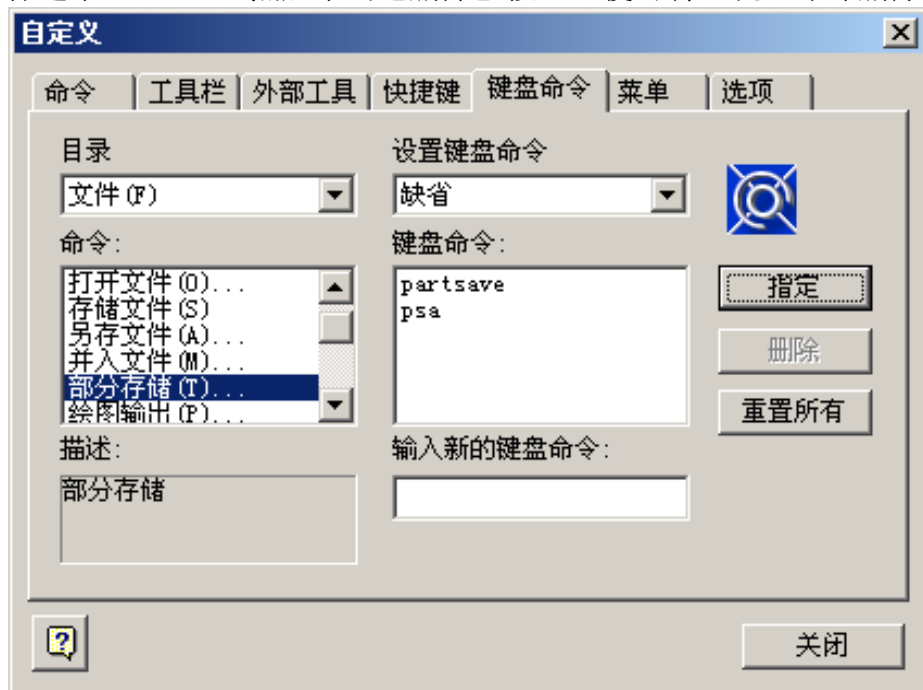 自定义
命令 工具栏 外部工具 快捷键 键盘命令 菜单 选项
目录 设置键盘命令
文件(F) 缺省
命令: 键盘命令:
打开文件(O)...
存储文件(S)
另存文件(A)...
并入文件(M)...
部分存储(T)...
绘图输出(P)...
partsave
psa
指定
删除
重置所有
描述: 输入新的键盘命令:
部分存储
关闭